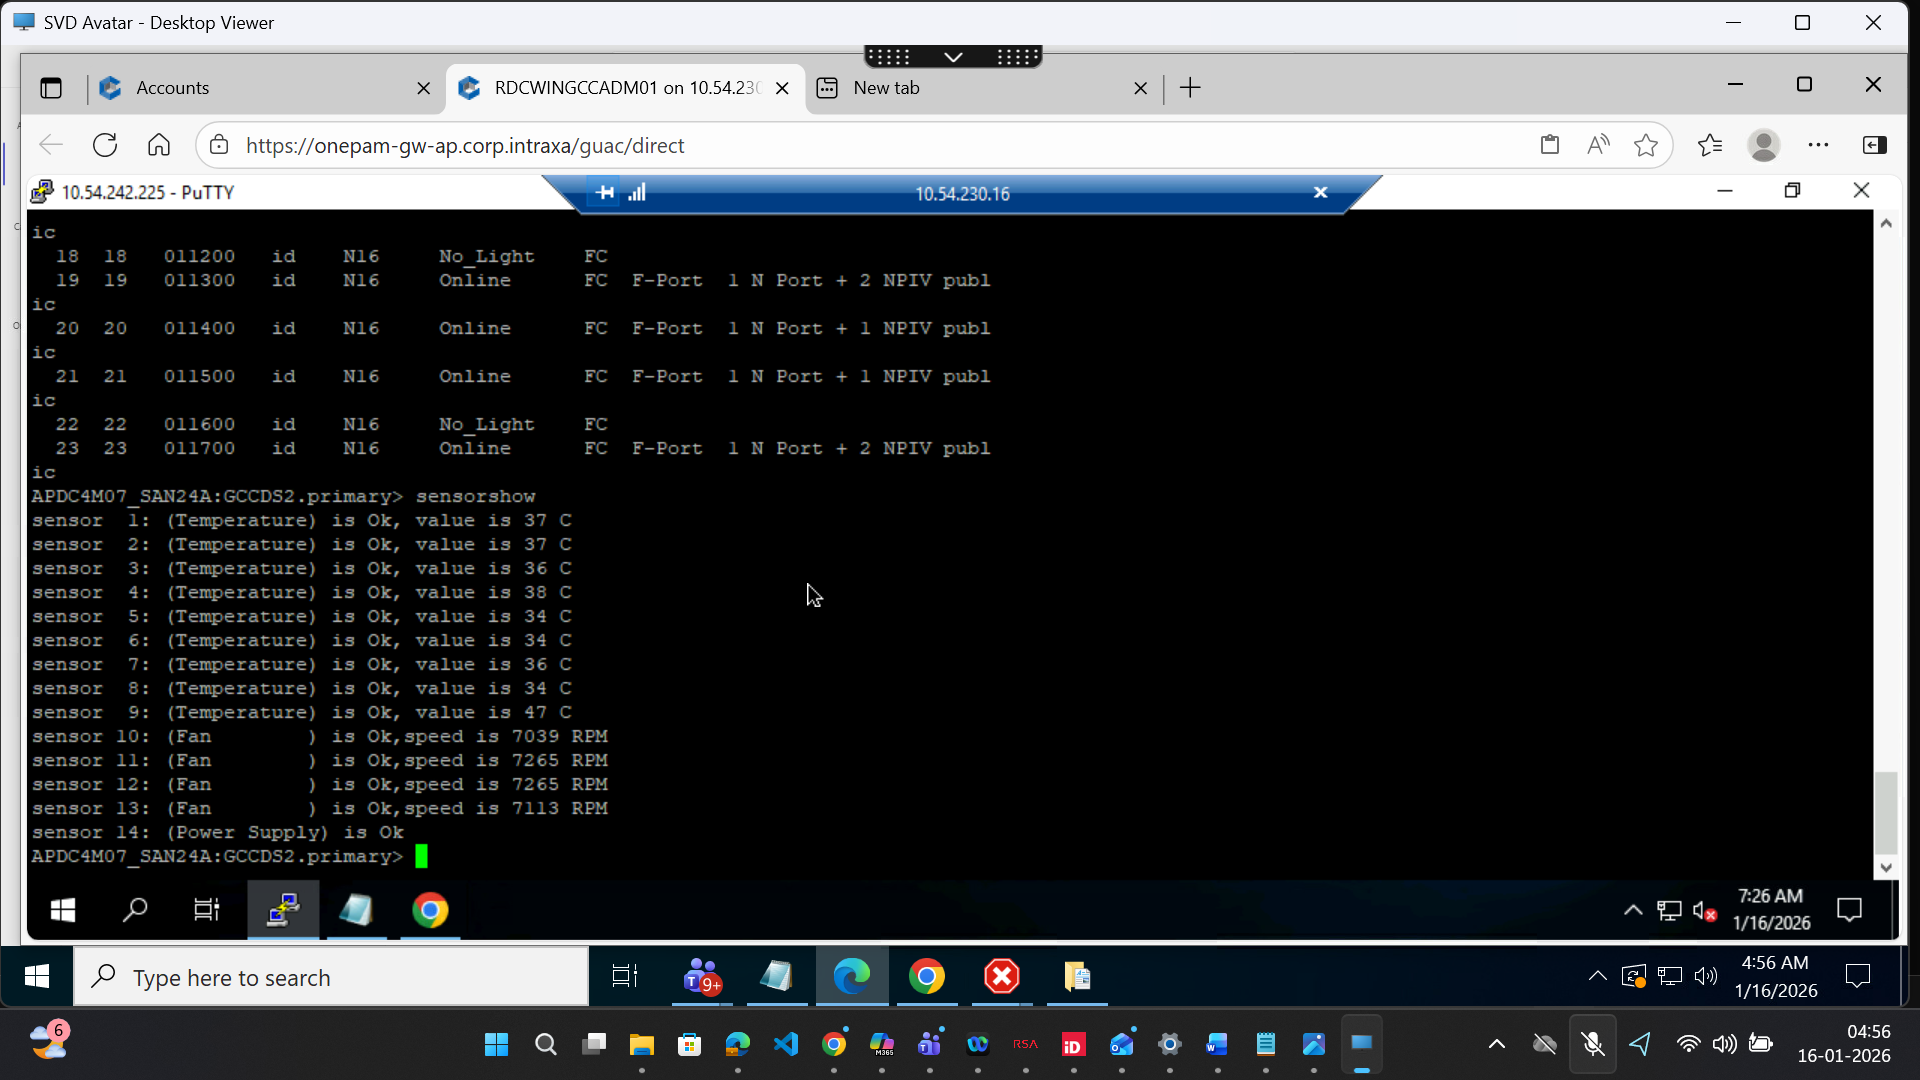 SVD Avatar - Desktop Viewer
Accounts
RDCWINGCCADM01 on 10.54.230
New tab
https://onepam-gw-ap.corp.intraxa/guac/direct
10.54.242.225 - PuTTY
10.54.230.16
ic
18 18 011200 id N16 No_Light FC
19 19 011300 id N16 Online FC F-Port 1 N Port + 2 NPIV publ
ic
20 20 011400 id N16 Online FC F-Port 1 N Port + 1 NPIV publ
ic
21 21 011500 id N16 Online FC F-Port 1 N Port + 1 NPIV publ
ic
22 22 011600 id N16 No_Light FC
23 23 011700 id N16 Online FC F-Port 1 N Port + 2 NPIV publ
ic
APDC4M07_SAN24A:GCCDS2.primary> sensorshow
sensor 1: (Temperature) is Ok, value is 37 C
sensor 2: (Temperature) is Ok, value is 37 C
sensor 3: (Temperature) is Ok, value is 36 C
sensor 4: (Temperature) is Ok, value is 38 C
sensor 5: (Temperature) is Ok, value is 34 C
sensor 6: (Temperature) is Ok, value is 34 C
sensor 7: (Temperature) is Ok, value is 36 C
sensor 8: (Temperature) is Ok, value is 34 C
sensor 9: (Temperature) is Ok, value is 47 C
sensor 10: (Fan ) is Ok,speed is 7039 RPM
sensor 11: (Fan ) is Ok,speed is 7265 RPM
sensor 12: (Fan ) is Ok,speed is 7265 RPM
sensor 13: (Fan ) is Ok,speed is 7113 RPM
sensor 14: (Power Supply) is Ok
APDC4M07_SAN24A:GCCDS2.primary>
7:26 AM
1/16/2026
Type here to search
9+
4:56 AM
1/16/2026
6
M365
RSA
iD
04:56
16-01-2026